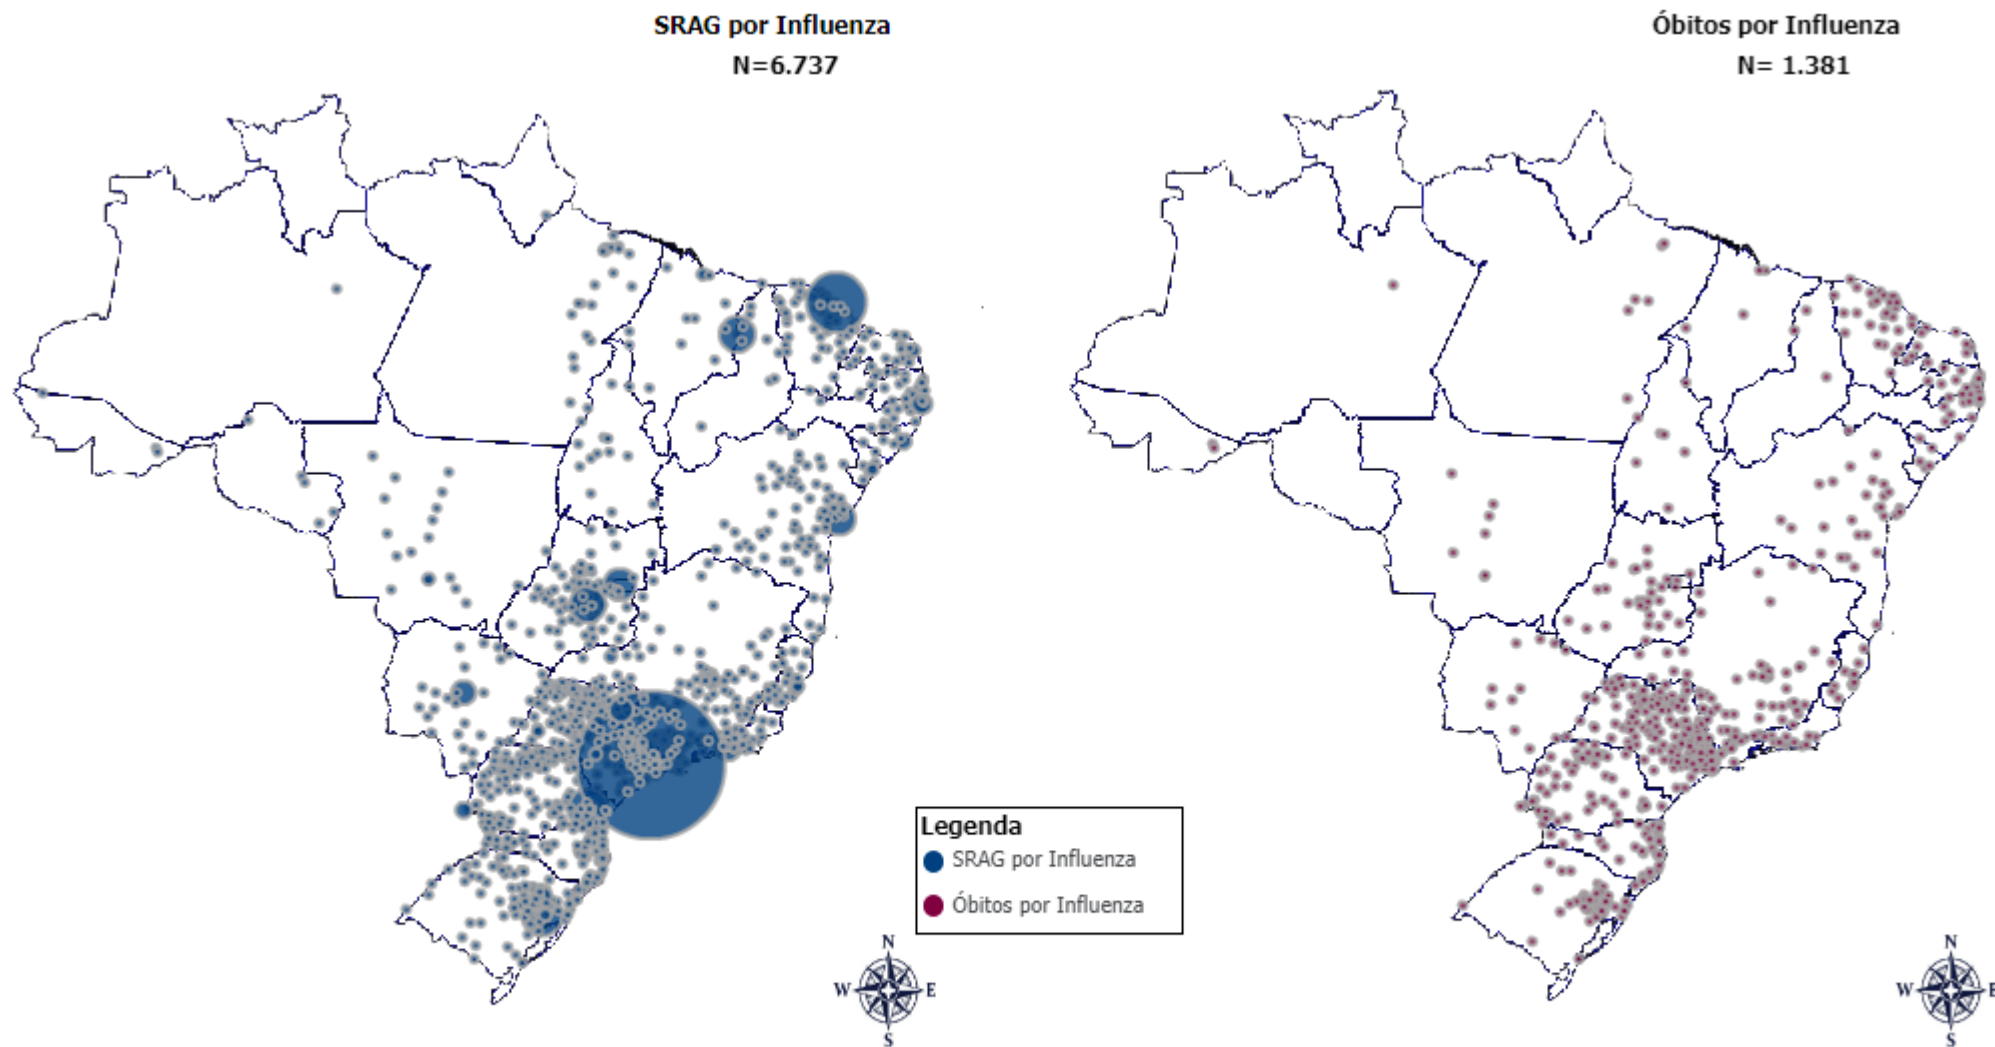 SRAG por Influenza
N=6.737
Óbitos por Influenza
N= 1.381
Legenda
SRAG por Influenza
Óbitos por Influenza
N
W E
S
N
W E
S